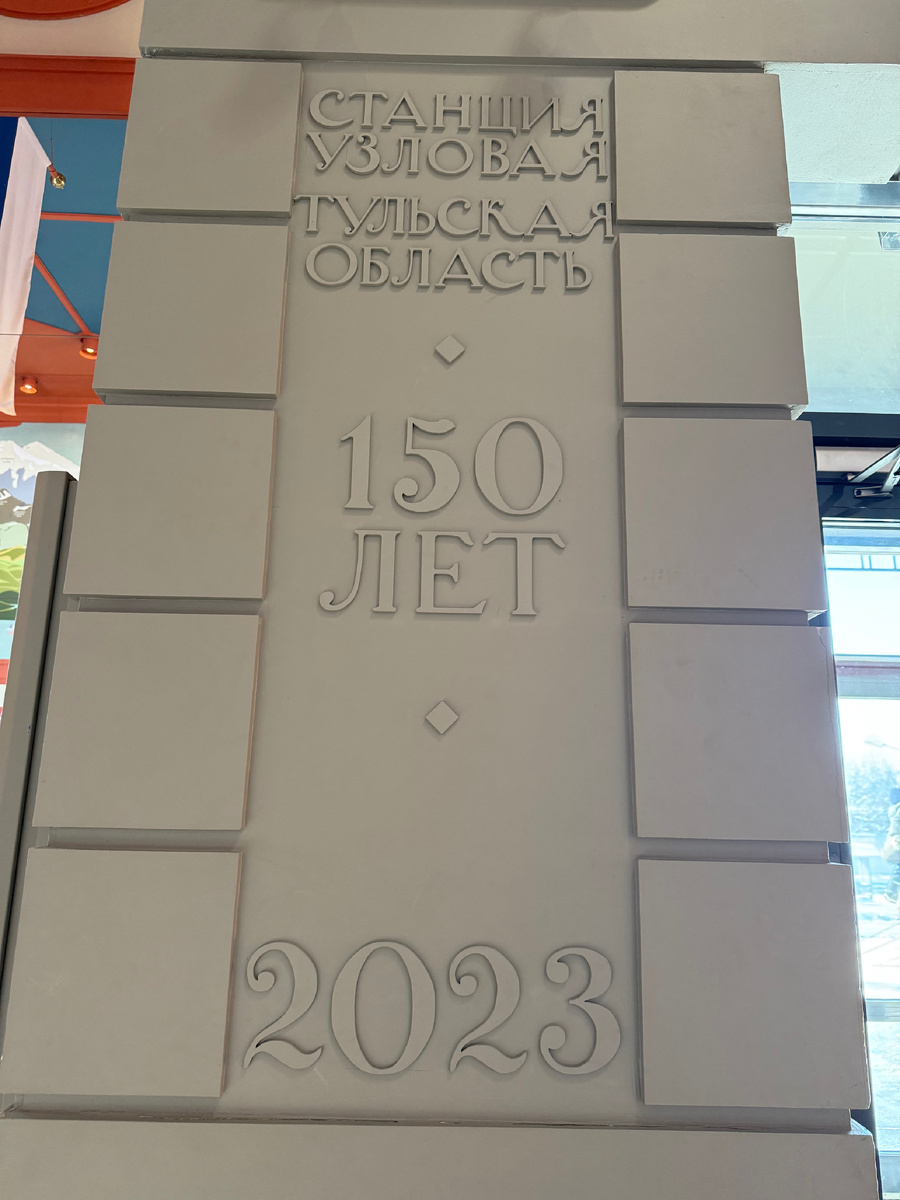 СТАНЦИЯ
УЗЛОВАЯ
ТУЛЬСКАЯ
ОБЛАСТЬ
150
ЛЕТ
2023